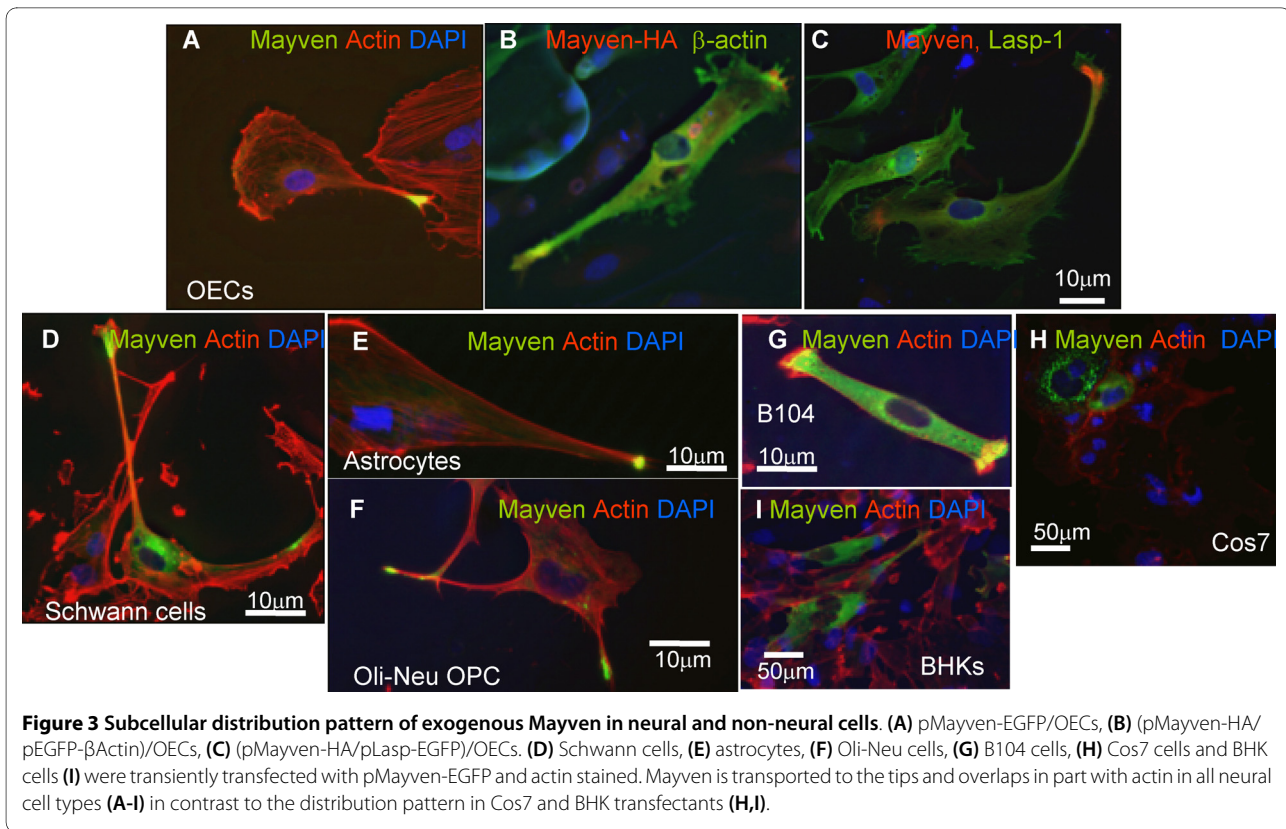 A Mayven Actin DAPI
OECs
B Mayven-HA β-actin
C Mayven, Lasp-1
10μm
D Mayven Actin DAPI
Schwann cells
10μm
E Mayven Actin DAPI
Astrocytes
10μm
F Mayven Actin DAPI
Oli-Neu OPC
10μm
G Mayven Actin DAPI
B104
10μm
H Mayven Actin DAPI
50μm
Cos7
I Mayven Actin DAPI
50μm
BHKs
Figure 3 Subcellular distribution pattern of exogenous Mayven in neural and non-neural cells. (A) pMayven-EGFP/OECs, (B) (pMayven-HA/
pEGFP-βActin)/OECs, (C) (pMayven-HA/pLasp-EGFP)/OECs. (D) Schwann cells, (E) astrocytes, (F) Oli-Neu cells, (G) B104 cells, (H) Cos7 cells and BHK
cells (I) were transiently transfected with pMayven-EGFP and actin stained. Mayven is transported to the tips and overlaps in part with actin in all neural
cell types (A-I) in contrast to the distribution pattern in Cos7 and BHK transfectants (H,I).